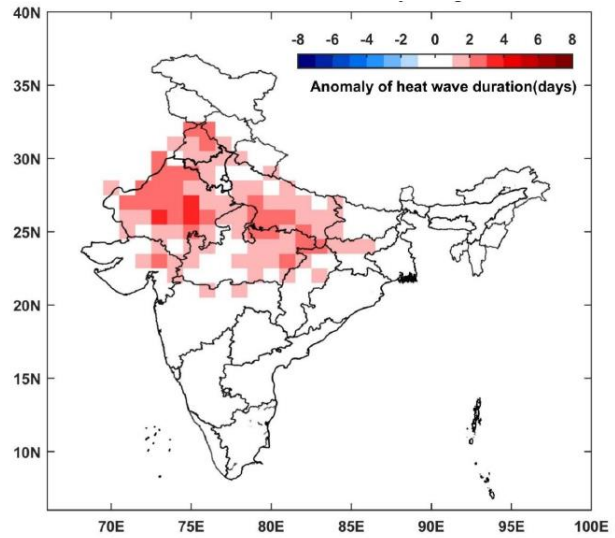 40N
-8 -6 -4 -2 0 2 4 6 8
Anomaly of heat wave duration(days)
35N
30N
25N
20N
15N
10N
70E 75E 80E 85E 90E 95E 100E